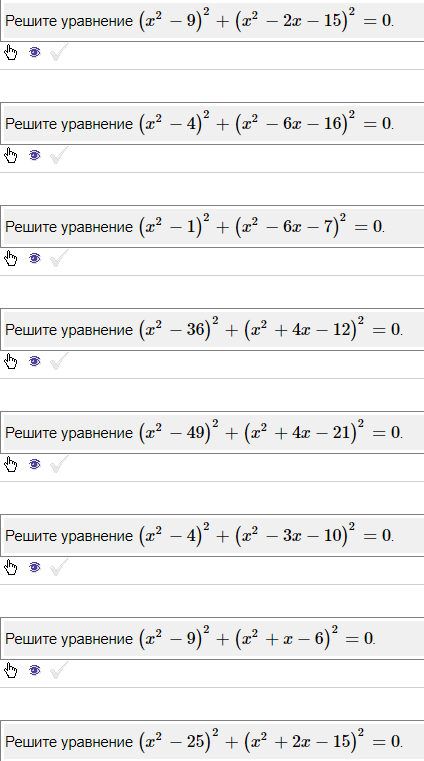 Решите уравнение (x² − 9)² + (x² − 2x − 15)² = 0.
Решите уравнение (x² − 4)² + (x² − 6x − 16)² = 0.
Решите уравнение (x² − 1)² + (x² − 6x − 7)² = 0.
Решите уравнение (x² − 36)² + (x² + 4x − 12)² = 0.
Решите уравнение (x² − 49)² + (x² + 4x − 21)² = 0.
Решите уравнение (x² − 4)² + (x² − 3x − 10)² = 0.
Решите уравнение (x² − 9)² + (x² + x − 6)² = 0.
Решите уравнение (x² − 25)² + (x² + 2x − 15)² = 0.